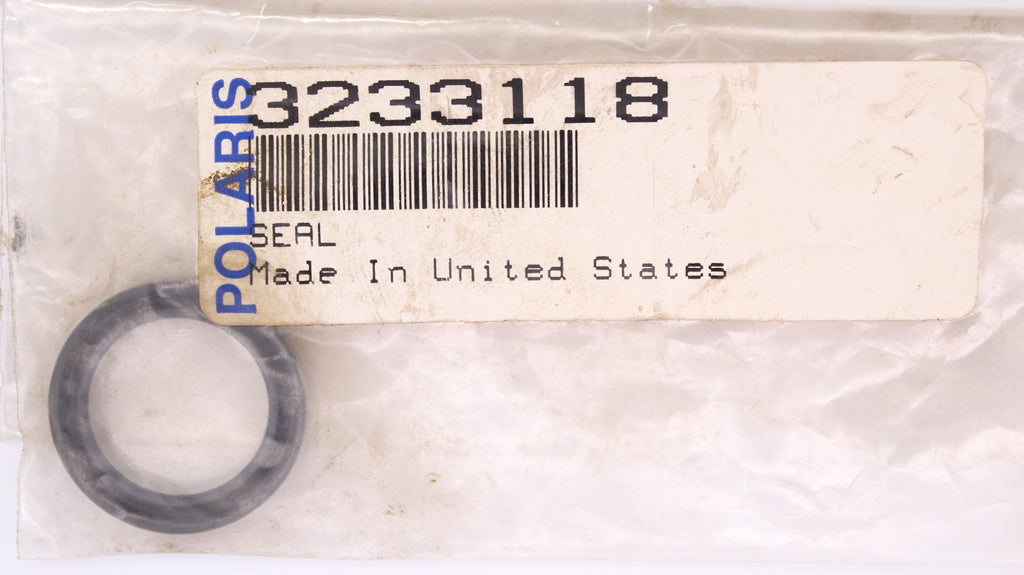 POLARIS
3233118
SEAL
Made In United States